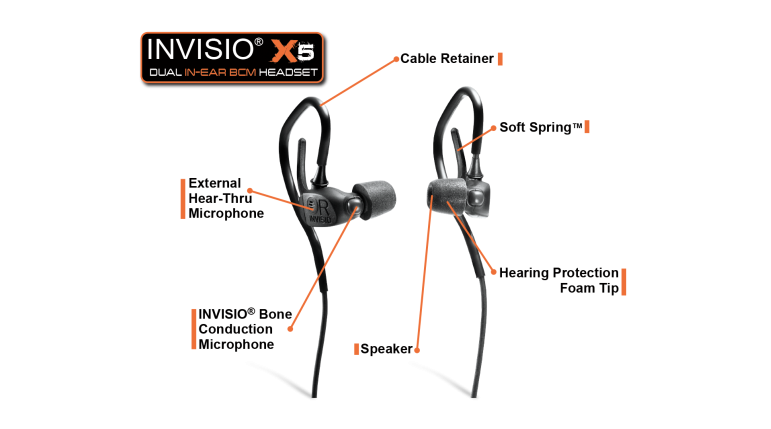 INVISIO® X5
DUAL IN-EAR BCM HEADSET
Cable Retainer
Soft Spring™
External
Hear-Thru
Microphone
R
INVISIO
Hearing Protection
Foam Tip
INVISIO® Bone
Conduction
Microphone
Speaker